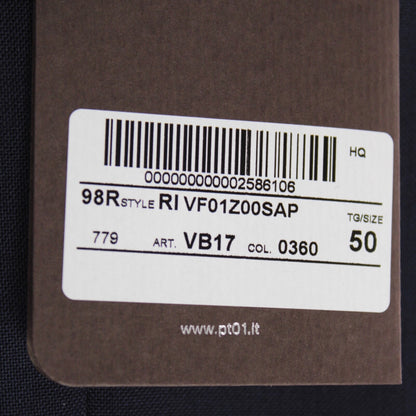 HQ
000000000002586106
98R STYLE RI VF01Z00SAP TG/SIZE
779 ART. VB17 COL. 0360 50
www.pt01.it